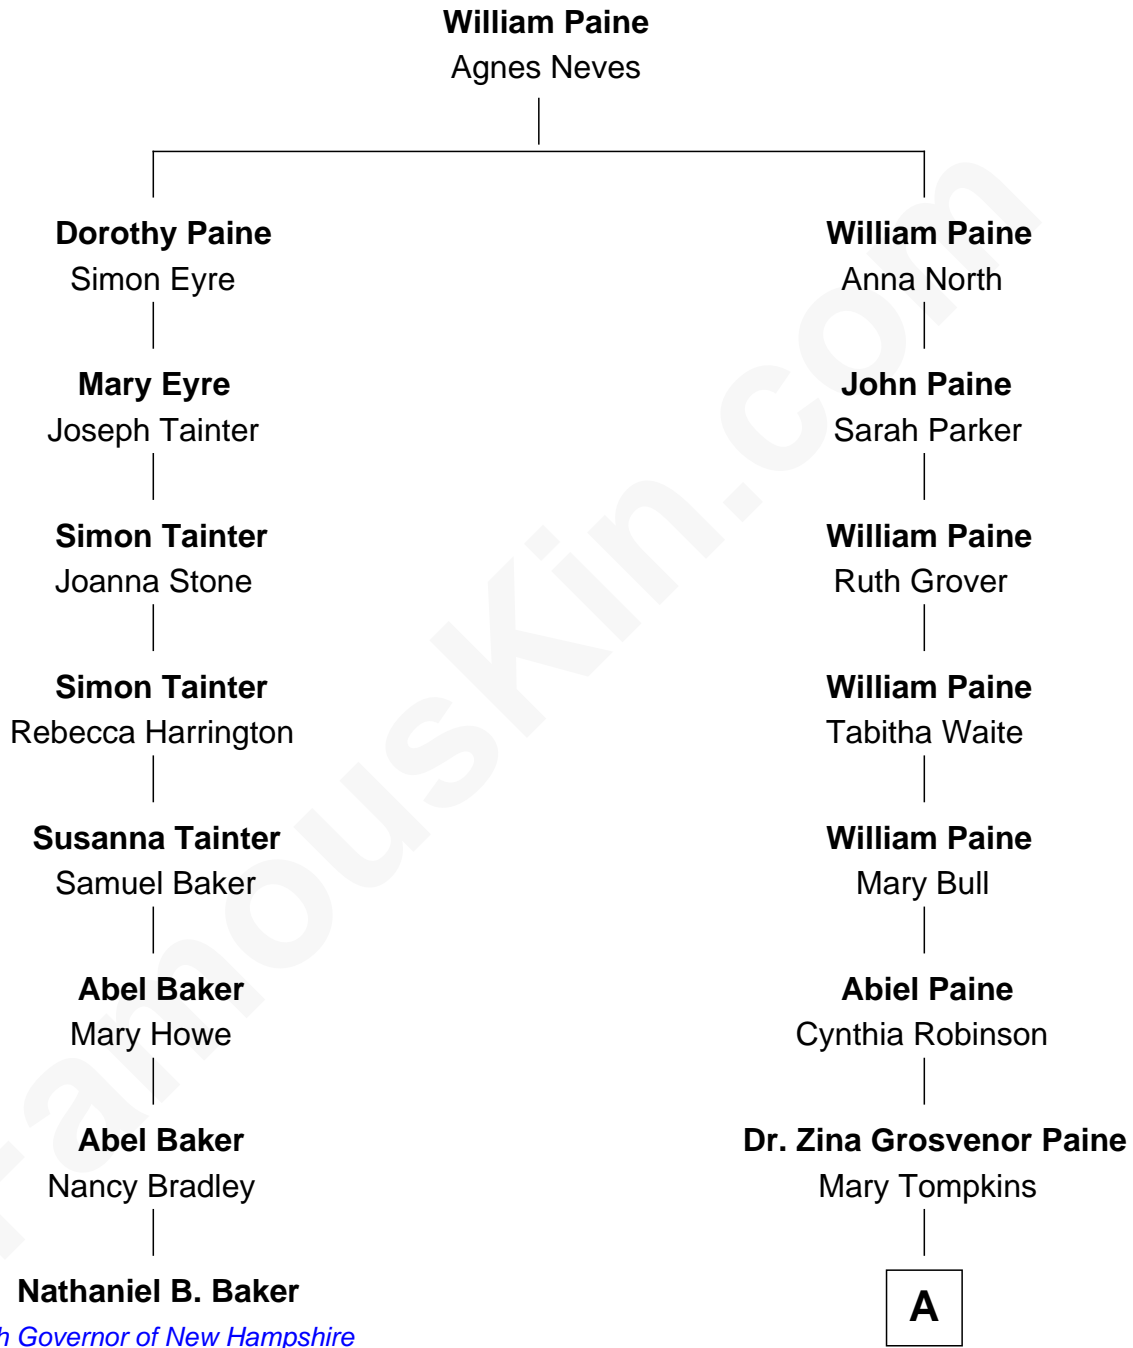 William Paine
Agnes Neves
Dorothy Paine
Simon Eyre
William Paine
Anna North
Mary Eyre
Joseph Tainter
John Paine
Sarah Parker
Simon Tainter
Joanna Stone
William Paine
Ruth Grover
Simon Tainter
Rebecca Harrington
William Paine
Tabitha Waite
Susanna Tainter
Samuel Baker
William Paine
Mary Bull
Abel Baker
Mary Howe
Abiel Paine
Cynthia Robinson
Abel Baker
Nancy Bradley
Dr. Zina Grosvenor Paine
Mary Tompkins
Nathaniel B. Baker
h Governor of New Hampshire
A
FamousKin.com